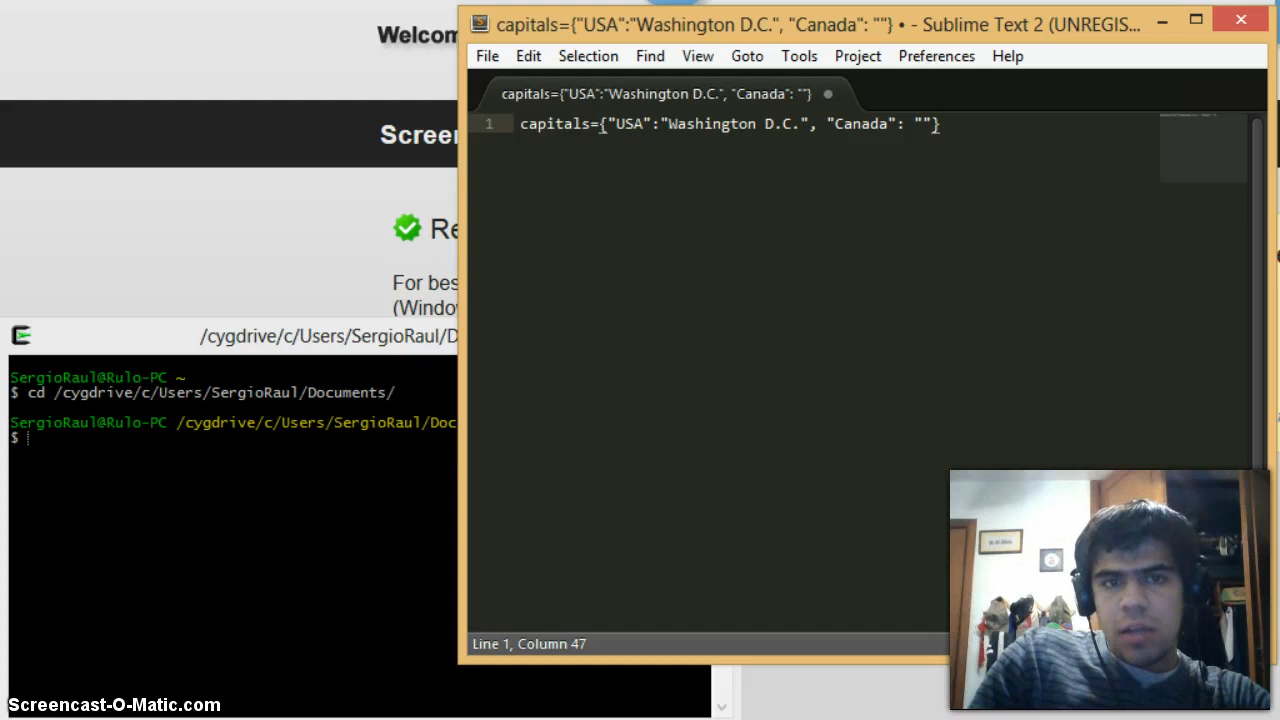 Welcom
capitals={"USA":"Washington D.C.", "Canada": ""} • - Sublime Text 2 (UNREGIS...
File Edit Selection Find View Goto Tools Project Preferences Help
capitals={"USA":"Washington D.C.", "Canada": ""}
1 capitals={"USA":"Washington D.C.", "Canada": ""}
Screen
Re
For bes
(Window
/cygdrive/c/Users/SergioRaul/D
SergioRaul@Rulo-PC ~
$ cd /cygdrive/c/Users/SergioRaul/Documents/
SergioRaul@Rulo-PC /cygdrive/c/Users/SergioRaul/Doc
$
Line 1, Column 47
Screencast-O-Matic.com